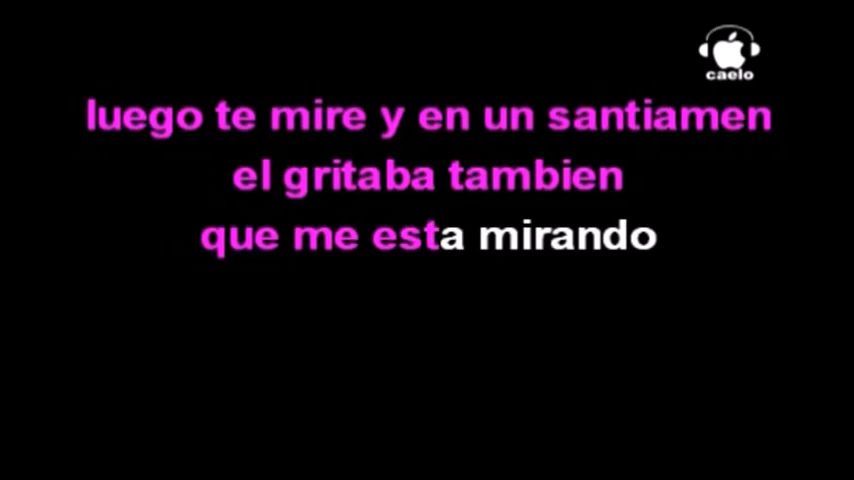 caelo
luego te mire y en un santiamen
el gritaba tambien
que me esta mirando